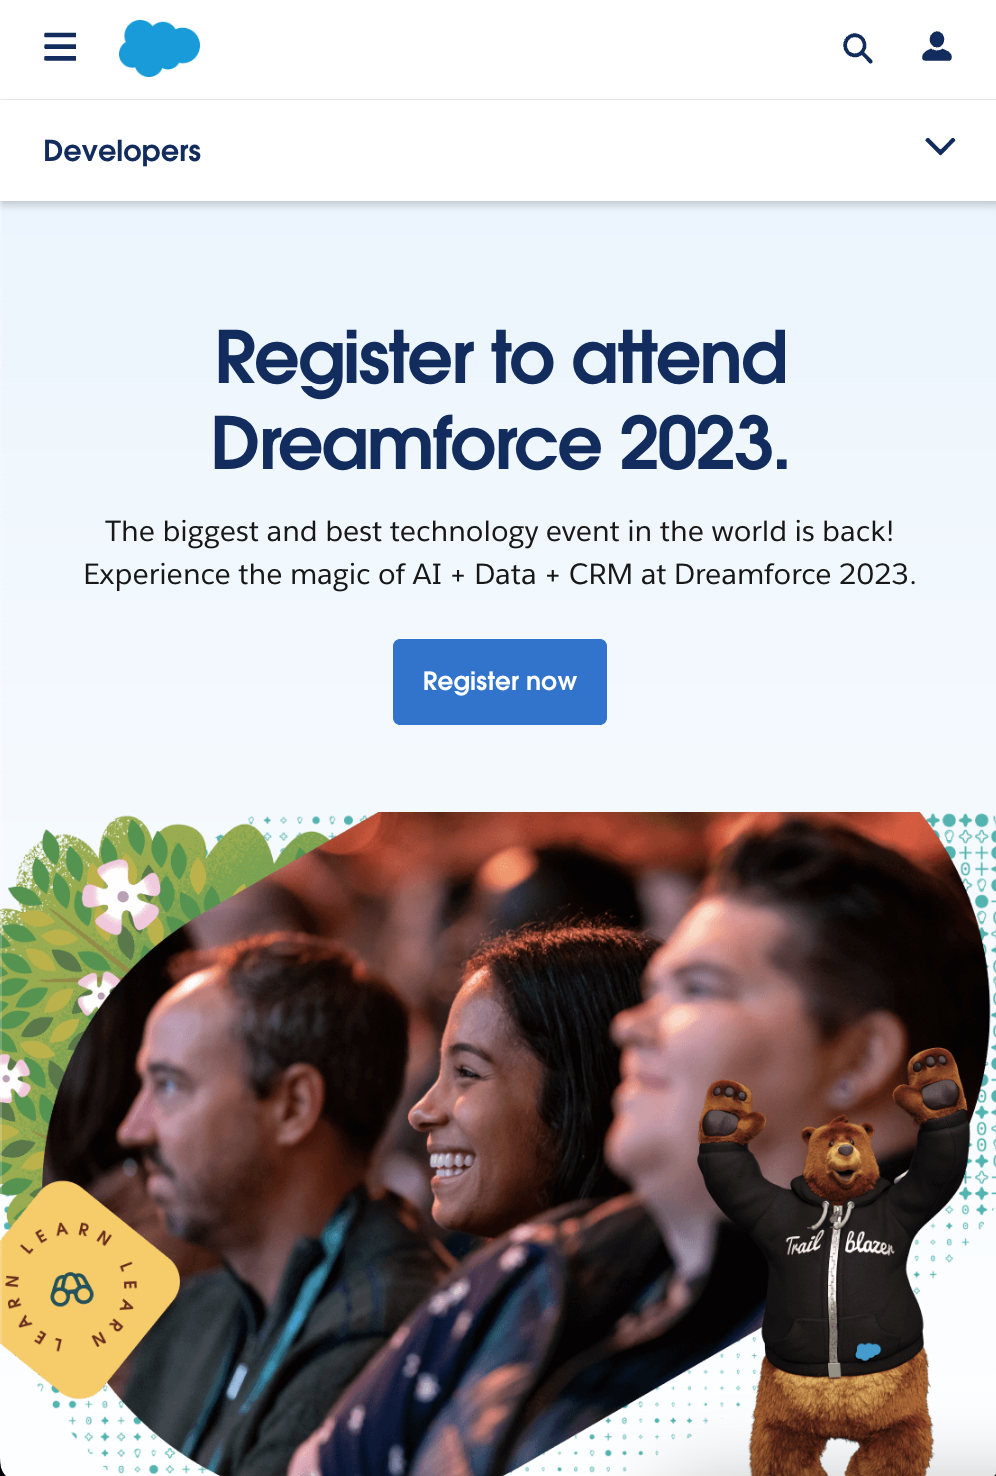 Developers
Register to attend
Dreamforce 2023.
The biggest and best technology event in the world is back!
Experience the magic of AI + Data + CRM at Dreamforce 2023.
Register now
LEARN LEARN LEARN
Trail blazer